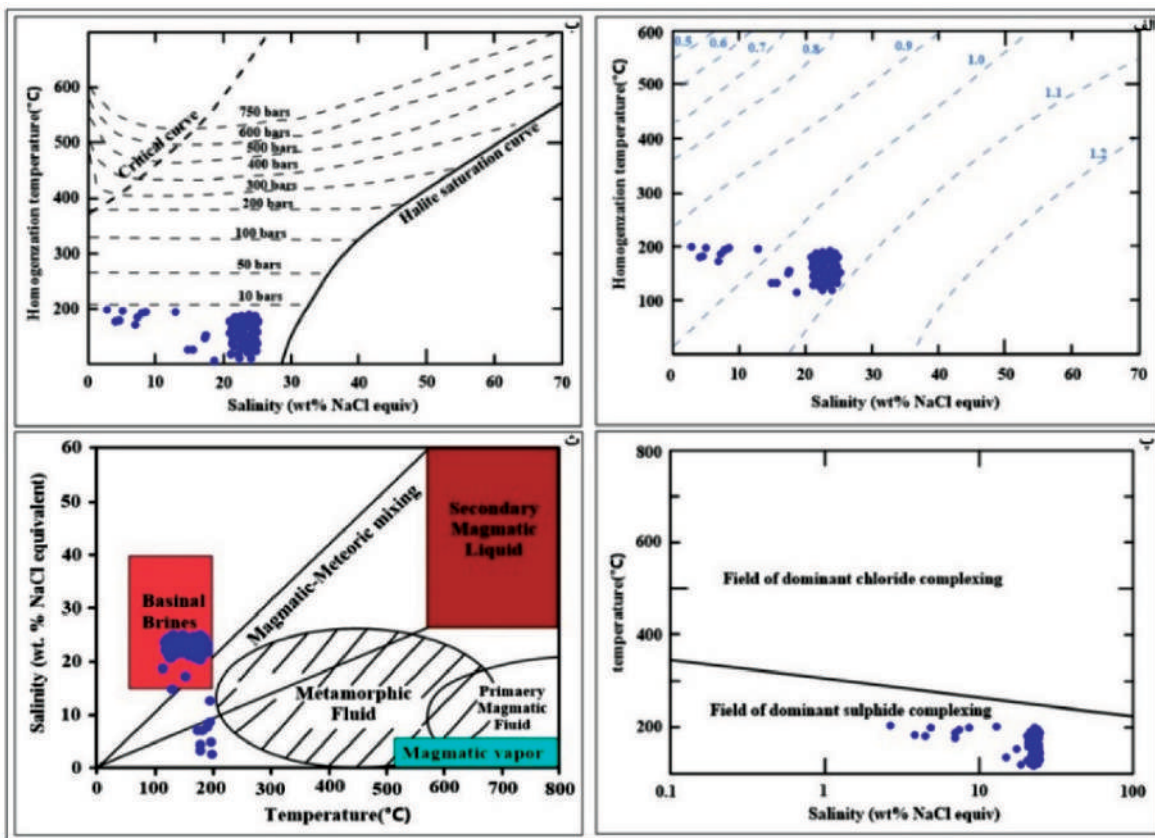 ب
Homogenzation temperature(°C)
600
500
400
300
200
Critical curve
750 bars
600 bars
500 bars
400 bars
300 bars
200 bars
100 bars
50 bars
10 bars
Halite saturation curve
0 10 20 30 40 50 60 70
Salinity (wt% NaCl equiv)
الف
Homogenzation temperature(°C)
600
500
400
300
200
100
0.5 0.6 0.7 0.8 0.9
1.0
1.1
1.2
0 10 20 30 40 50 60 70
Salinity (wt% NaCl equiv)
ت
Salinity (wt. % NaCl equivalent)
60
50
40
30
20
10
0
Basinal
Brines
Magmatic-Meteoric mixing
Secondary
Magmatic
Liquid
Metamorphic
Fluid
Primaery
Magmatic
Fluid
Magmatic vapor
0 100 200 300 400 500 600 700 800
Temperature(°C)
temperature(°C)
800
600
400
200
Field of dominant chloride complexing
Field of dominant sulphide complexing
0.1 1 10 100
Salinity (wt% NaCl equiv)